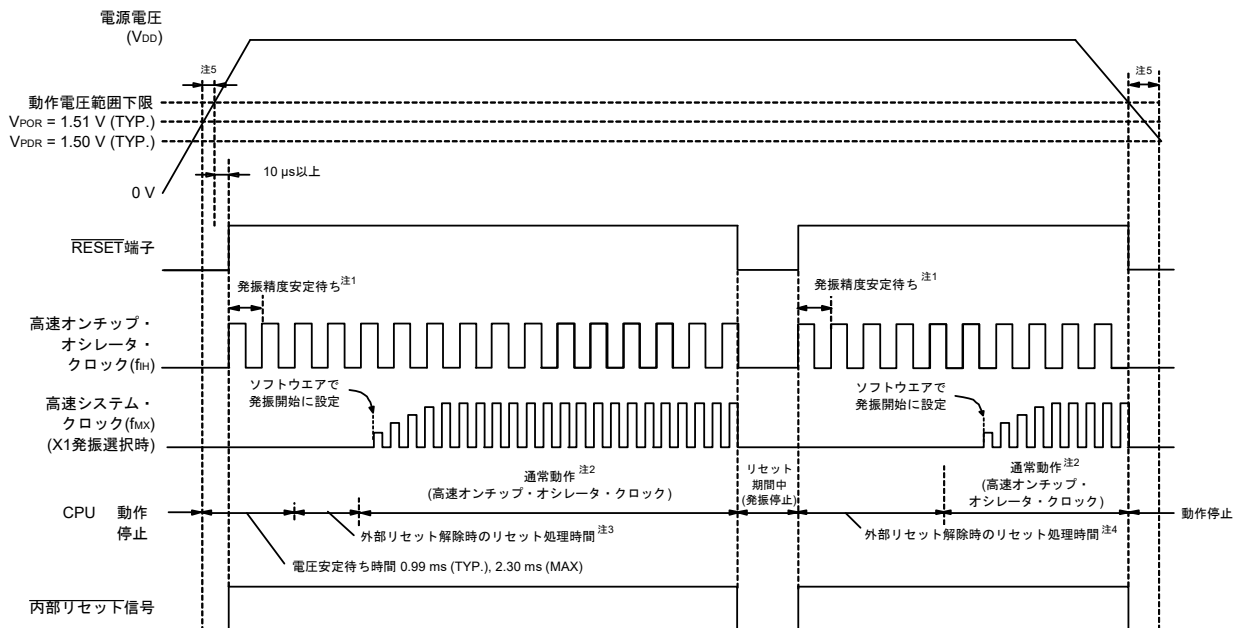 電源電圧
(VDD)
注5
注5
動作電圧範囲下限
VPOR = 1.51 V (TYP.)
VPDR = 1.50 V (TYP.)
10 μs以上
0 V
RESET端子
発振精度安定待ち注1
発振精度安定待ち注1
高速オンチップ・
オシレータ・
クロック(fIH)
ソフトウエアで
発振開始に設定
ソフトウエアで
発振開始に設定
高速システム・
クロック(fMX)
(X1発振選択時)
通常動作注2
(高速オンチップ・オシレータ・クロック)
リセット
期間中
(発振停止)
通常動作注2
(高速オンチップ・
オシレータ・クロック)
CPU 動作
停止
動作停止
外部リセット解除時のリセット処理時間注3
外部リセット解除時のリセット処理時間注4
電圧安定待ち時間 0.99 ms (TYP.), 2.30 ms (MAX)
内部リセット信号